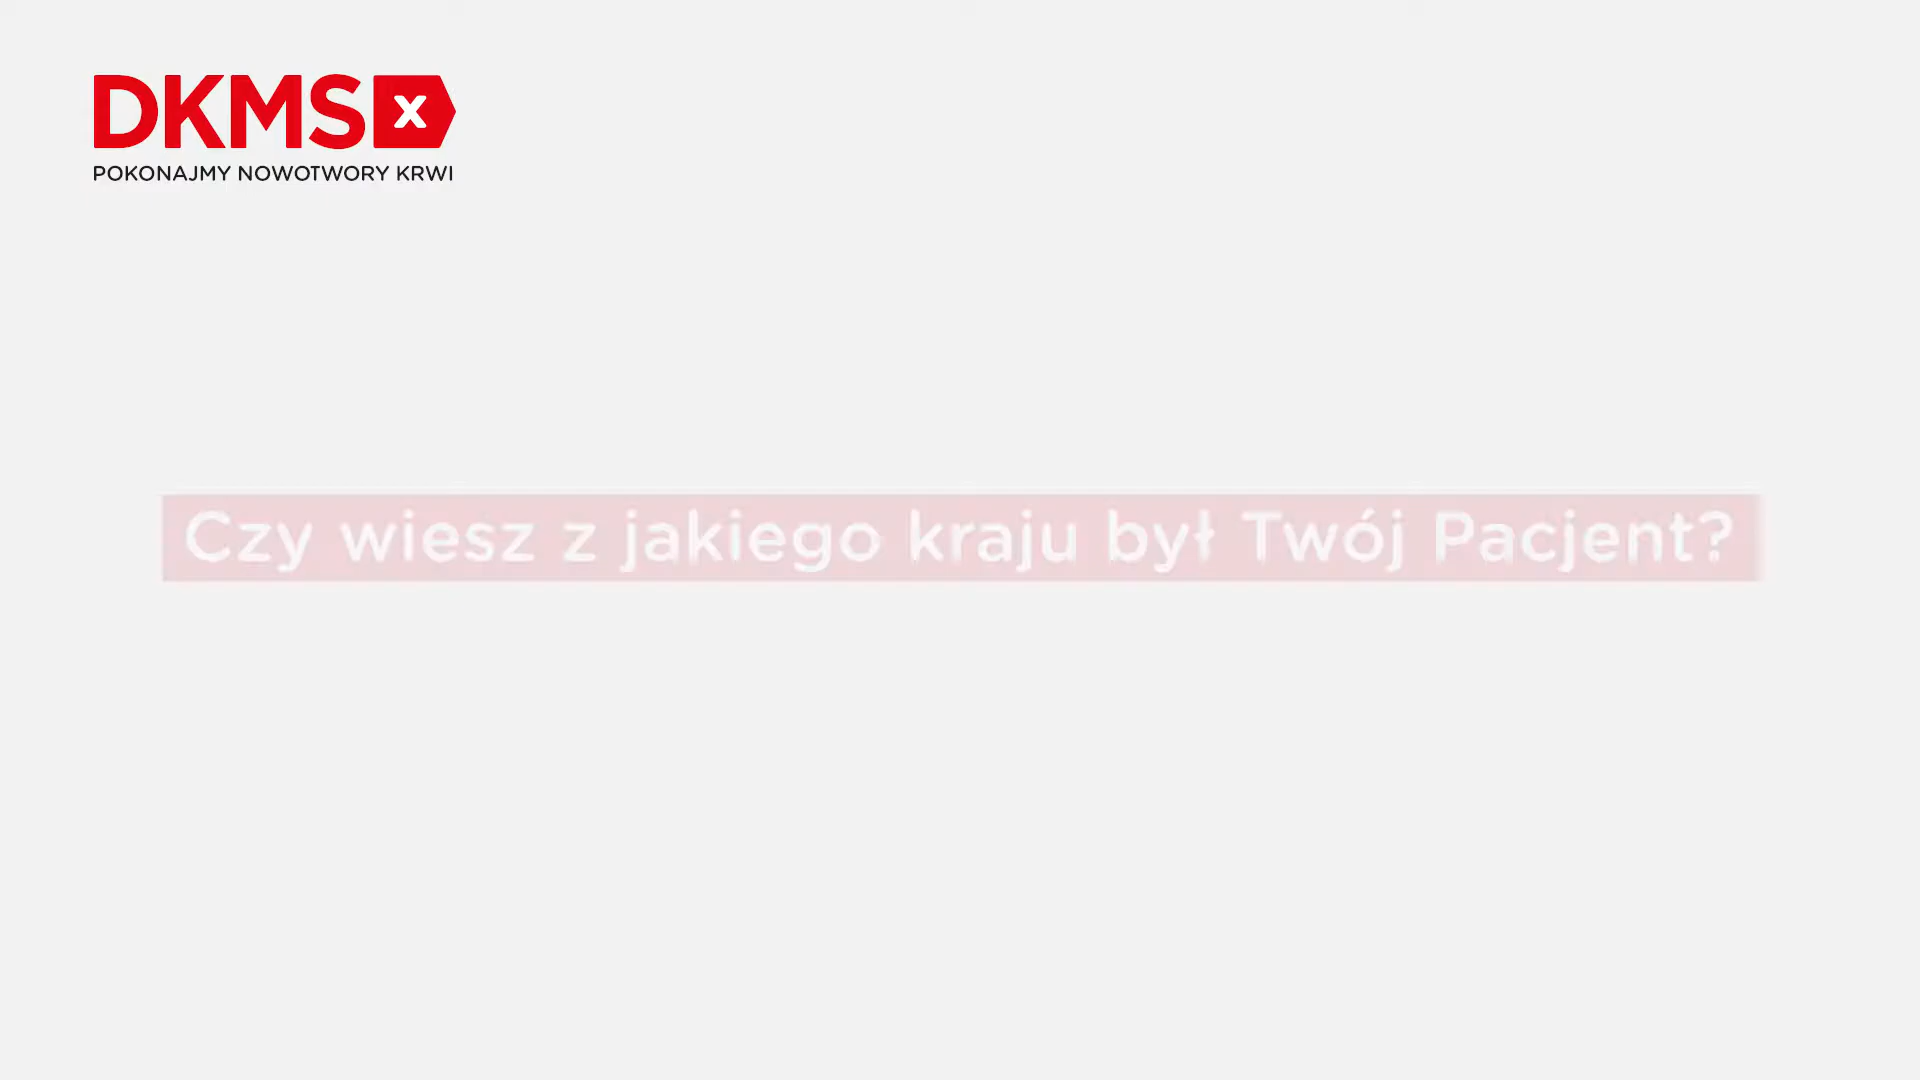 DKMS x
POKONAJMY NOWOTWORY KRWI
Czy wiesz z jakiego kraju był Twój Pacjent?